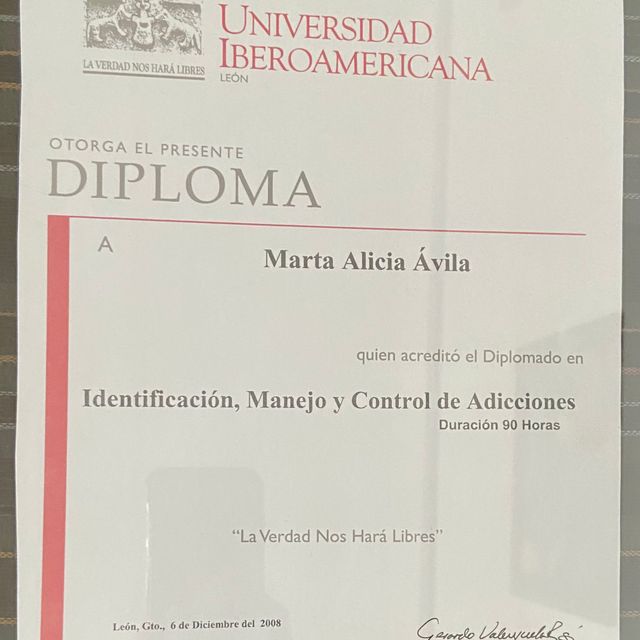 LA VERDAD NOS HARÁ LIBRES
UNIVERSIDAD
IBEROAMERICANA
LEÓN
OTORGA EL PRESENTE
DIPLOMA
A
Marta Alicia Ávila
quien acreditó el Diplomado en
Identificación, Manejo y Control de Adicciones
Duración 90 Horas
“La Verdad Nos Hará Libres”
León, Gto., 6 de Diciembre del 2008
Gerardo